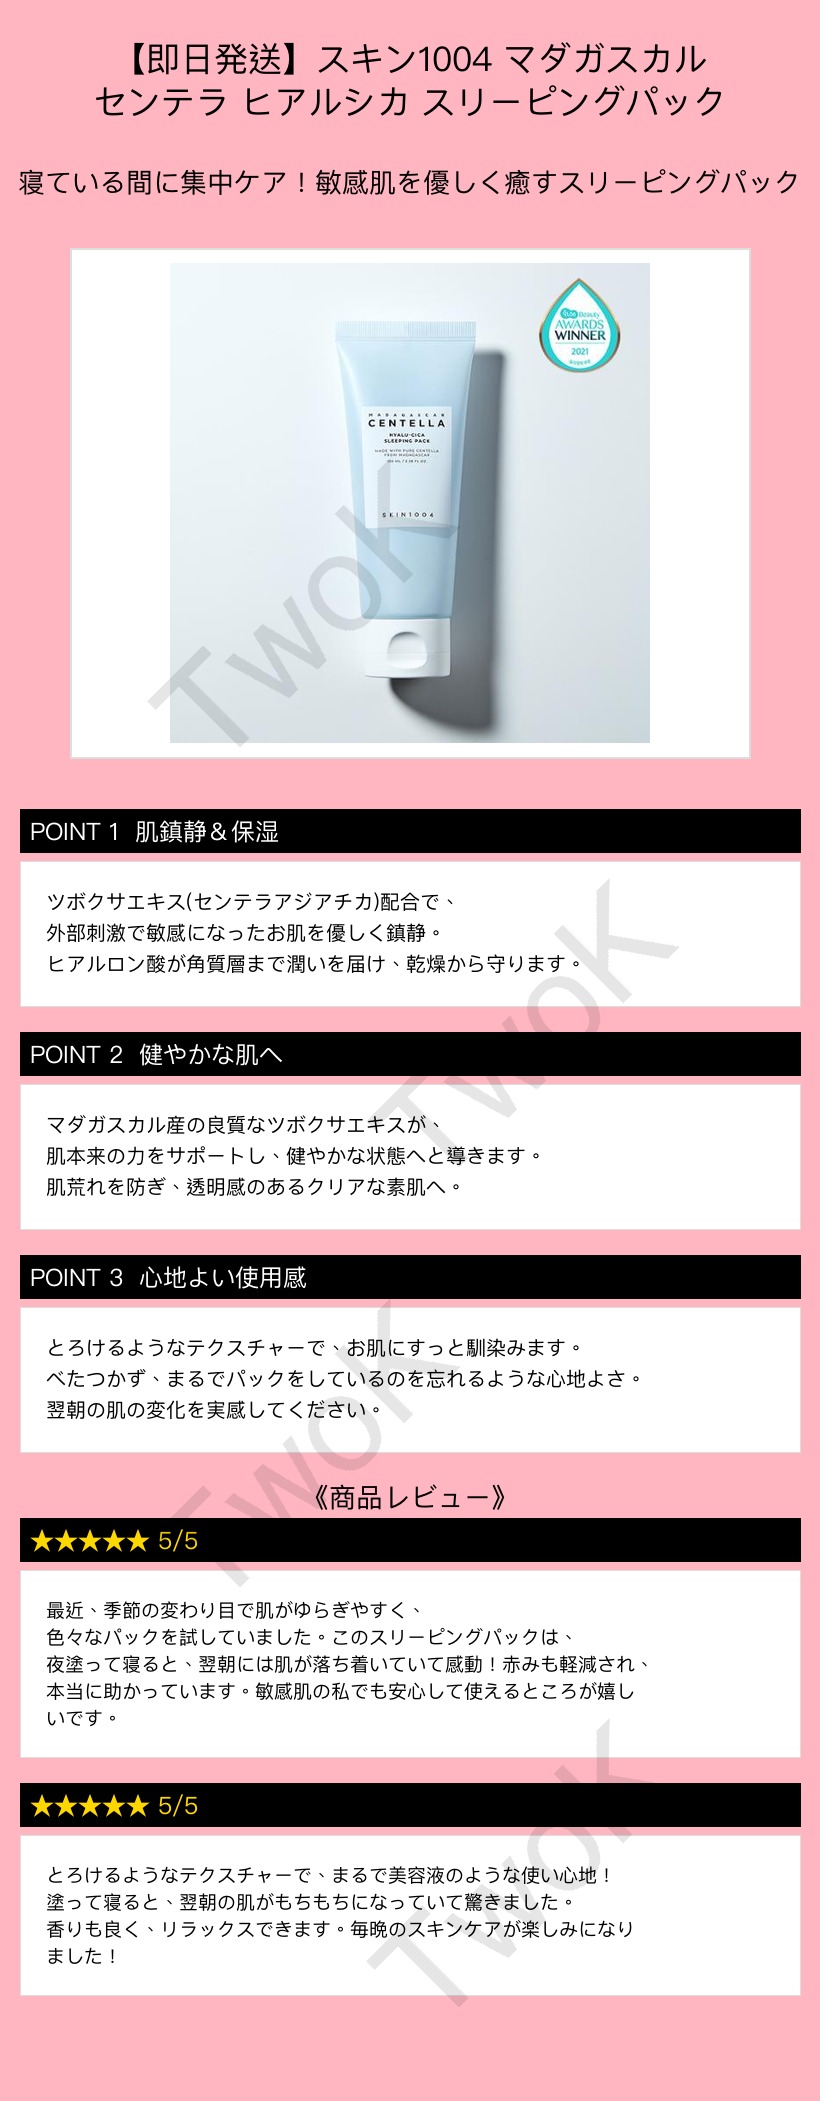 【即日発送】スキン1004 マダガスカル
センテラ ヒアルシカ スリーピングパック
寝ている間に集中ケア！敏感肌を優しく癒すスリーピングパック
Beauty
AWARDS
WINNER
2021
MADAGASCAR
CENTELLA
HYALU-CICA
SLEEPING PACK
MADE WITH PURE CENTELLA
FROM MADAGASCAR
SKIN1004
TwoK
POINT 1 肌鎮静＆保湿
ツボクサエキス(センテラアジアチカ)配合で、
外部刺激で敏感になったお肌を優しく鎮静。
ヒアルロン酸が角質層まで潤いを届け、乾燥から守ります。
TwoK
POINT 2 健やかな肌へ
マダガスカル産の良質なツボクサエキスが、
肌本来の力をサポートし、健やかな状態へと導きます。
肌荒れを防ぎ、透明感のあるクリアな素肌へ。
POINT 3 心地よい使用感
とろけるようなテクスチャーで、お肌にすっと馴染みます。
べたつかず、まるでパックをしているのを忘れるような心地よさ。
翌朝の肌の変化を実感してください。
TwoK
《商品レビュー》
★★★★★ 5/5
最近、季節の変わり目で肌がゆらぎやすく、
色々なパックを試していました。このスリーピングパックは、
夜塗って寝ると、翌朝には肌が落ち着いていて感動！赤みも軽減され、
本当に助かっています。敏感肌の私でも安心して使えるところが嬉し
いです。
★★★★★ 5/5
とろけるようなテクスチャーで、まるで美容液のような使い心地！
塗って寝ると、翌朝の肌がもちもちになっていて驚きました。
香りも良く、リラックスできます。毎晩のスキンケアが楽しみになり
ました！
TwoK